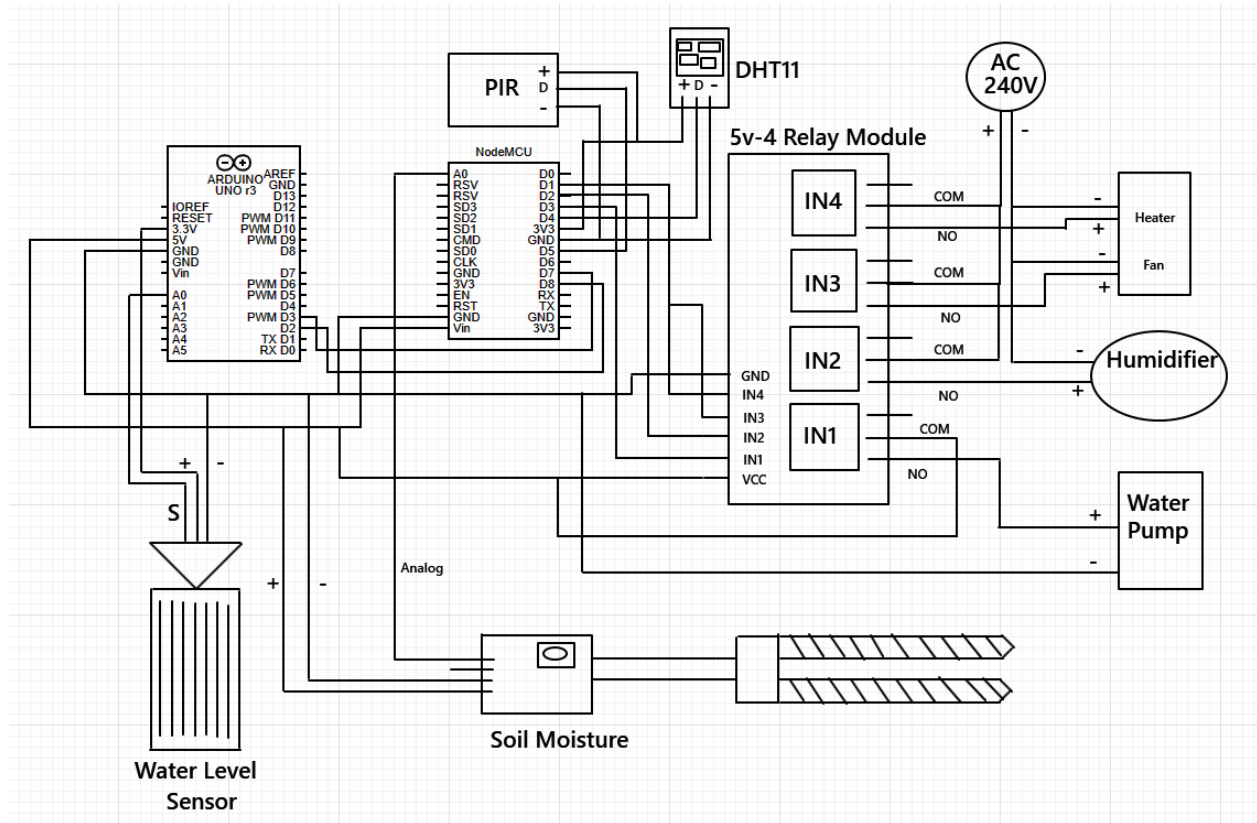 PIR
+
D
-
DHT11
+ D -
AC
240V
+
-
5v-4 Relay Module
NodeMCU
ARDUINO
UNO r3
IOREF
RESET
3.3V
5V
GND
GND
Vin
A0
A1
A2
A3
A4
A5
AREF
GND
D13
D12
PWM D11
PWM D10
PWM D9
D8
D7
PWM D6
PWM D5
D4
PWM D3
D2
TX D1
RX D0
A0
RSV
RSV
SD3
SD2
SD1
CMD
SD0
CLK
GND
3V3
EN
RST
GND
Vin
D0
D1
D2
D3
D4
3V3
GND
D5
D6
D7
D8
RX
TX
GND
3V3
IN4
IN3
IN2
IN1
GND
IN4
IN3
IN2
IN1
VCC
COM
NO
COM
NO
COM
NO
COM
NO
-
+
Heater
-
+
Fan
-
+
Humidifier
+
-
Water
Pump
+
-
S
+
-
Analog
Water Level
Sensor
Soil Moisture